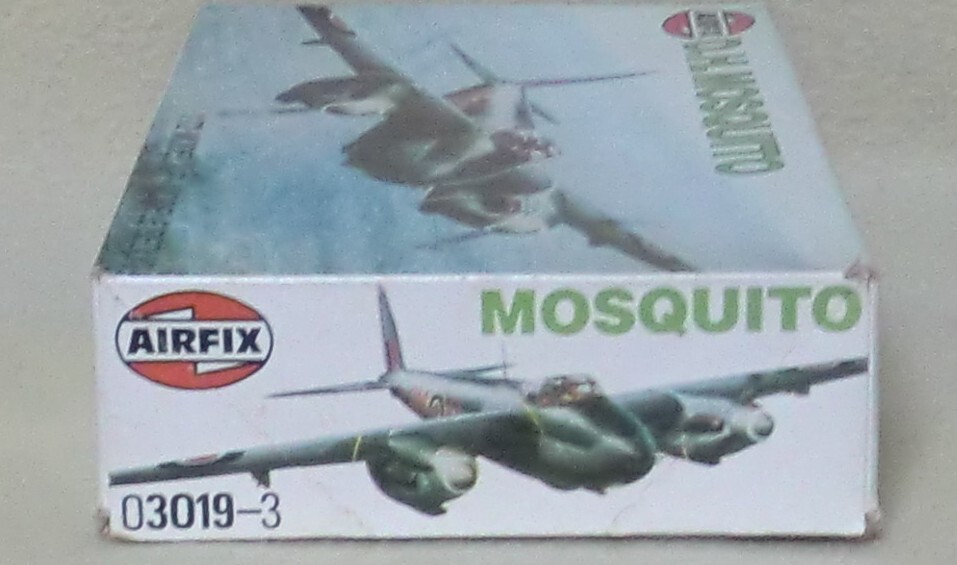 AIRFIX
D.H. MOSQUITO
AIRFIX
MOSQUITO
03019-3